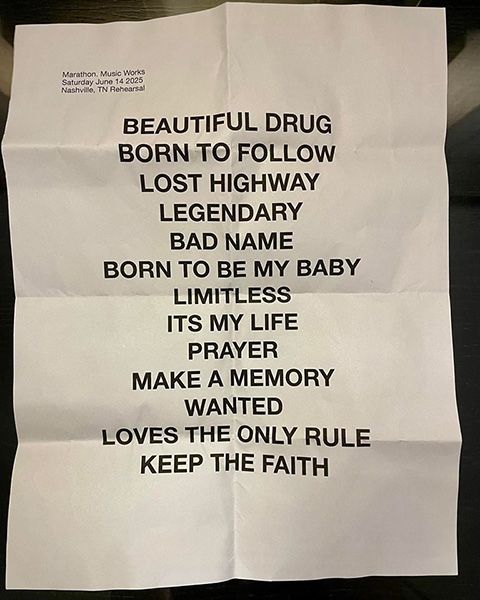 Marathon. Music Works
Saturday June 14 2025
Nashville, TN Rehearsal
BEAUTIFUL DRUG
BORN TO FOLLOW
LOST HIGHWAY
LEGENDARY
BAD NAME
BORN TO BE MY BABY
LIMITLESS
ITS MY LIFE
PRAYER
MAKE A MEMORY
WANTED
LOVES THE ONLY RULE
KEEP THE FAITH